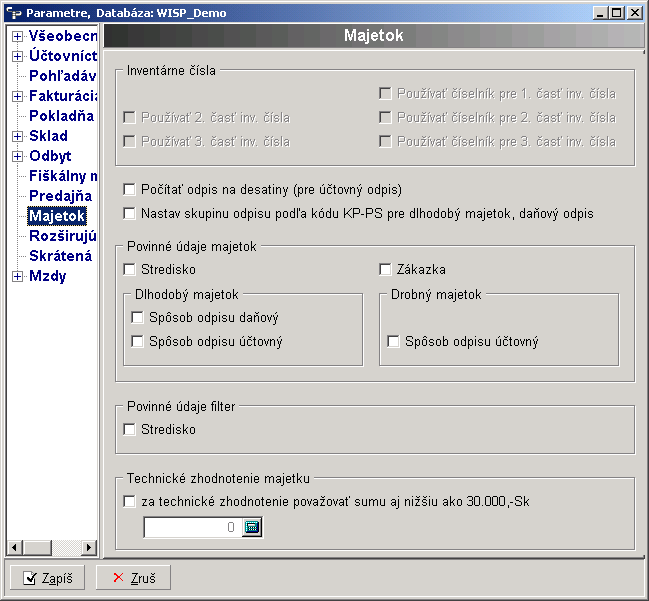 Parametre, Databáza: WISP_Demo
Všeobecn
Účtovníct
Pohľadáv
Fakturácia
Pokladňa
Sklad
Odbyt
Fiškálny m
Predajňa
Majetok
Rozširujú
Skrátená
Mzdy
Majetok
Inventárne čísla
Používať číselník pre 1. časť inv. čísla
Používať 2. časť inv. čísla
Používať číselník pre 2. časť inv. čísla
Používať 3. časť inv. čísla
Používať číselník pre 3. časť inv. čísla
Počítať odpis na desatiny (pre účtovný odpis)
Nastav skupinu odpisu podľa kódu KP-PS pre dlhodobý majetok, daňový odpis
Povinné údaje majetok
Stredisko
Zákazka
Dlhodobý majetok
Spôsob odpisu daňový
Spôsob odpisu účtovný
Drobný majetok
Spôsob odpisu účtovný
Povinné údaje filter
Stredisko
Technické zhodnotenie majetku
za technické zhodnotenie považovať sumu aj nižšiu ako 30.000,-Sk
0
Zapíš
Zruš